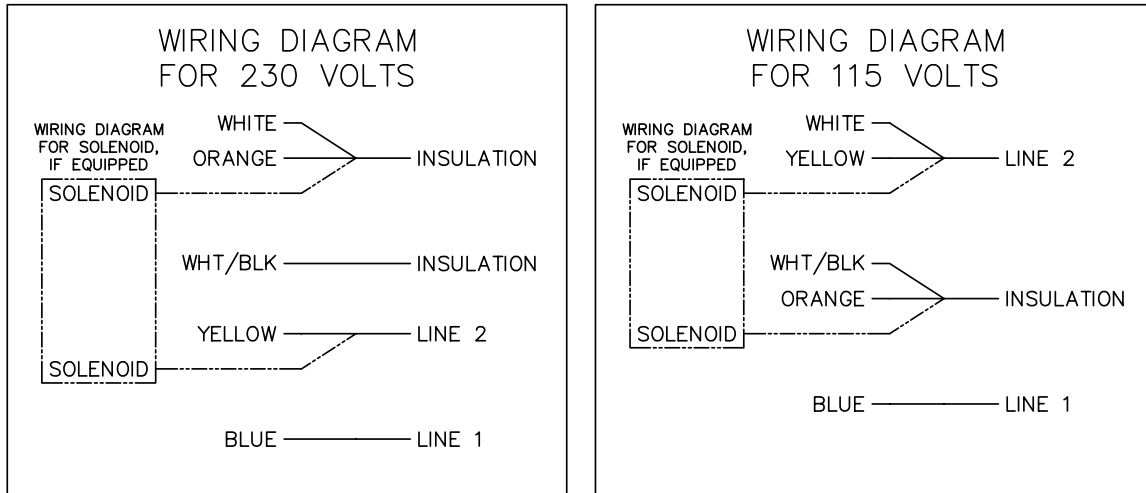 WIRING DIAGRAM
FOR 230 VOLTS
WIRING DIAGRAM
FOR SOLENOID,
IF EQUIPPED
WHITE
ORANGE
INSULATION
SOLENOID
WHT/BLK
INSULATION
YELLOW
LINE 2
SOLENOID
BLUE
LINE 1
WIRING DIAGRAM
FOR 115 VOLTS
WIRING DIAGRAM
FOR SOLENOID,
IF EQUIPPED
WHITE
YELLOW
LINE 2
SOLENOID
WHT/BLK
ORANGE
INSULATION
SOLENOID
BLUE
LINE 1